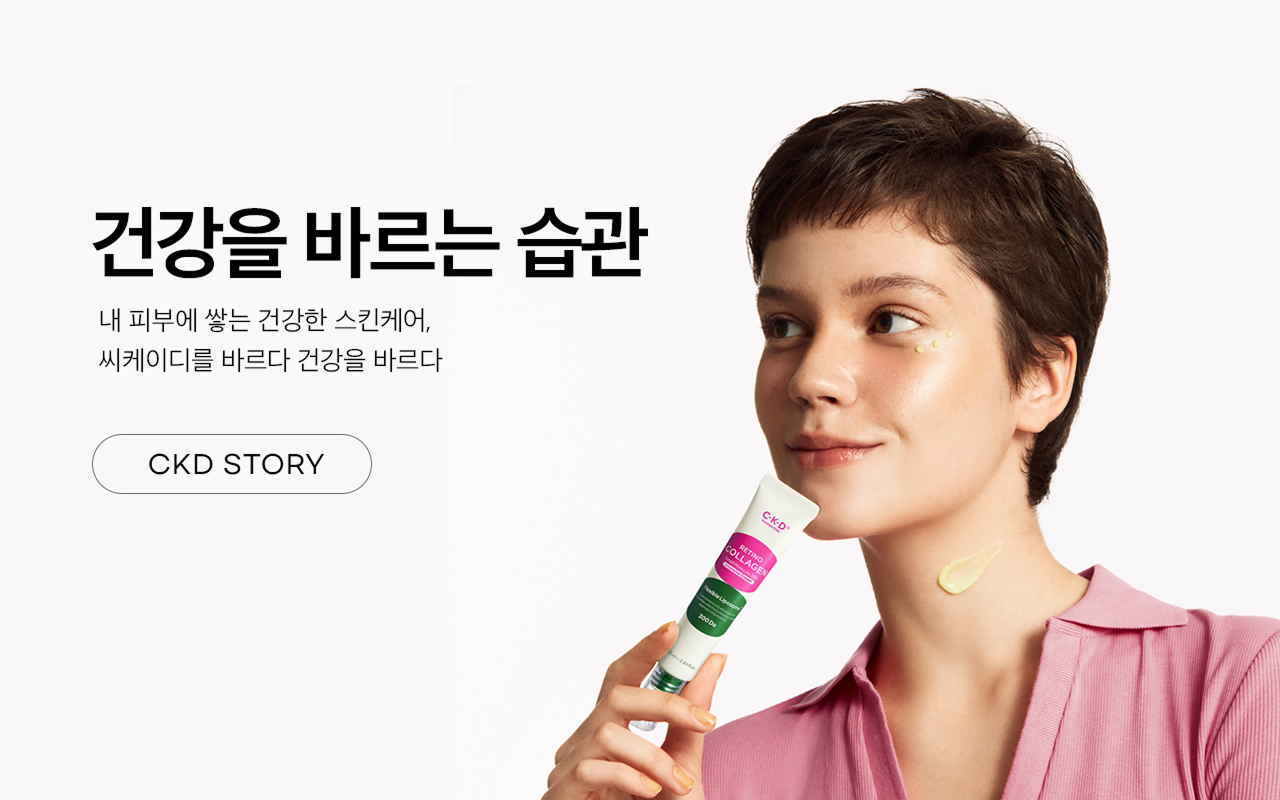 건강을 바르는 습관
내 피부에 쌓는 건강한 스킨케어,
씨케이디를 바르다 건강을 바르다
CKD STORY
C·K·D
RETINO
COLLAGEN
Flexible Liposome
300 Da